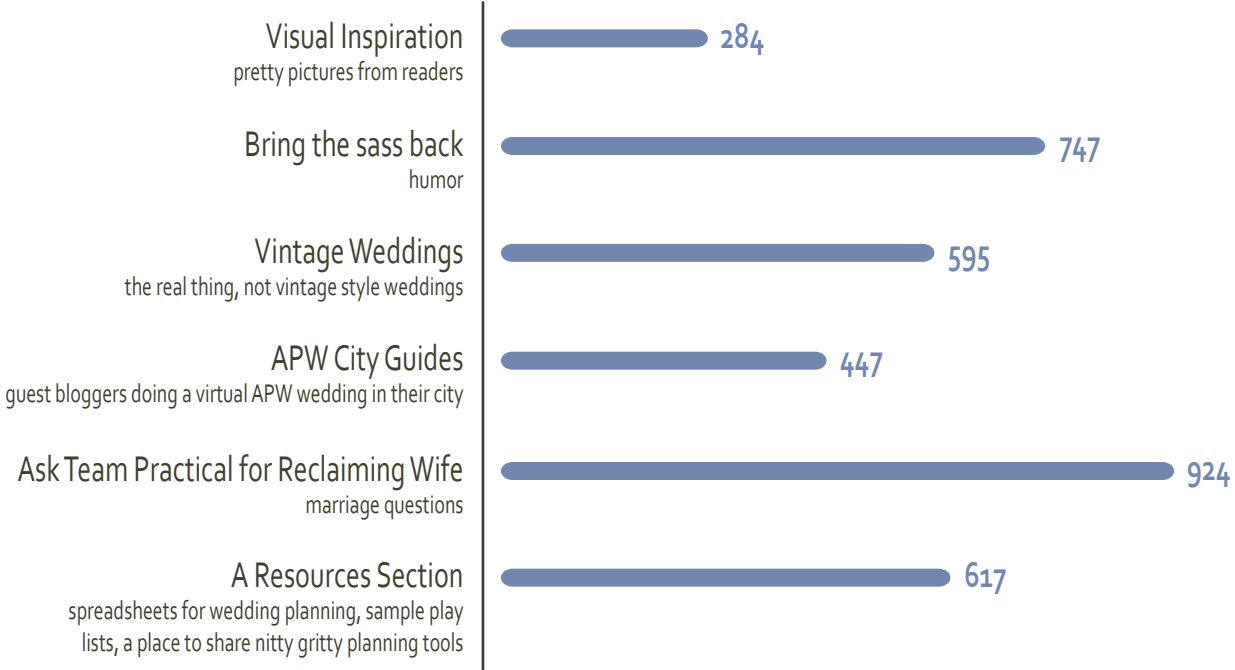 Visual Inspiration
284
pretty pictures from readers
Bring the sass back
747
humor
Vintage Weddings
595
the real thing, not vintage style weddings
APW City Guides
447
guest bloggers doing a virtual APW wedding in their city
Ask Team Practical for Reclaiming Wife
924
marriage questions
A Resources Section
617
spreadsheets for wedding planning, sample play
lists, a place to share nitty gritty planning tools